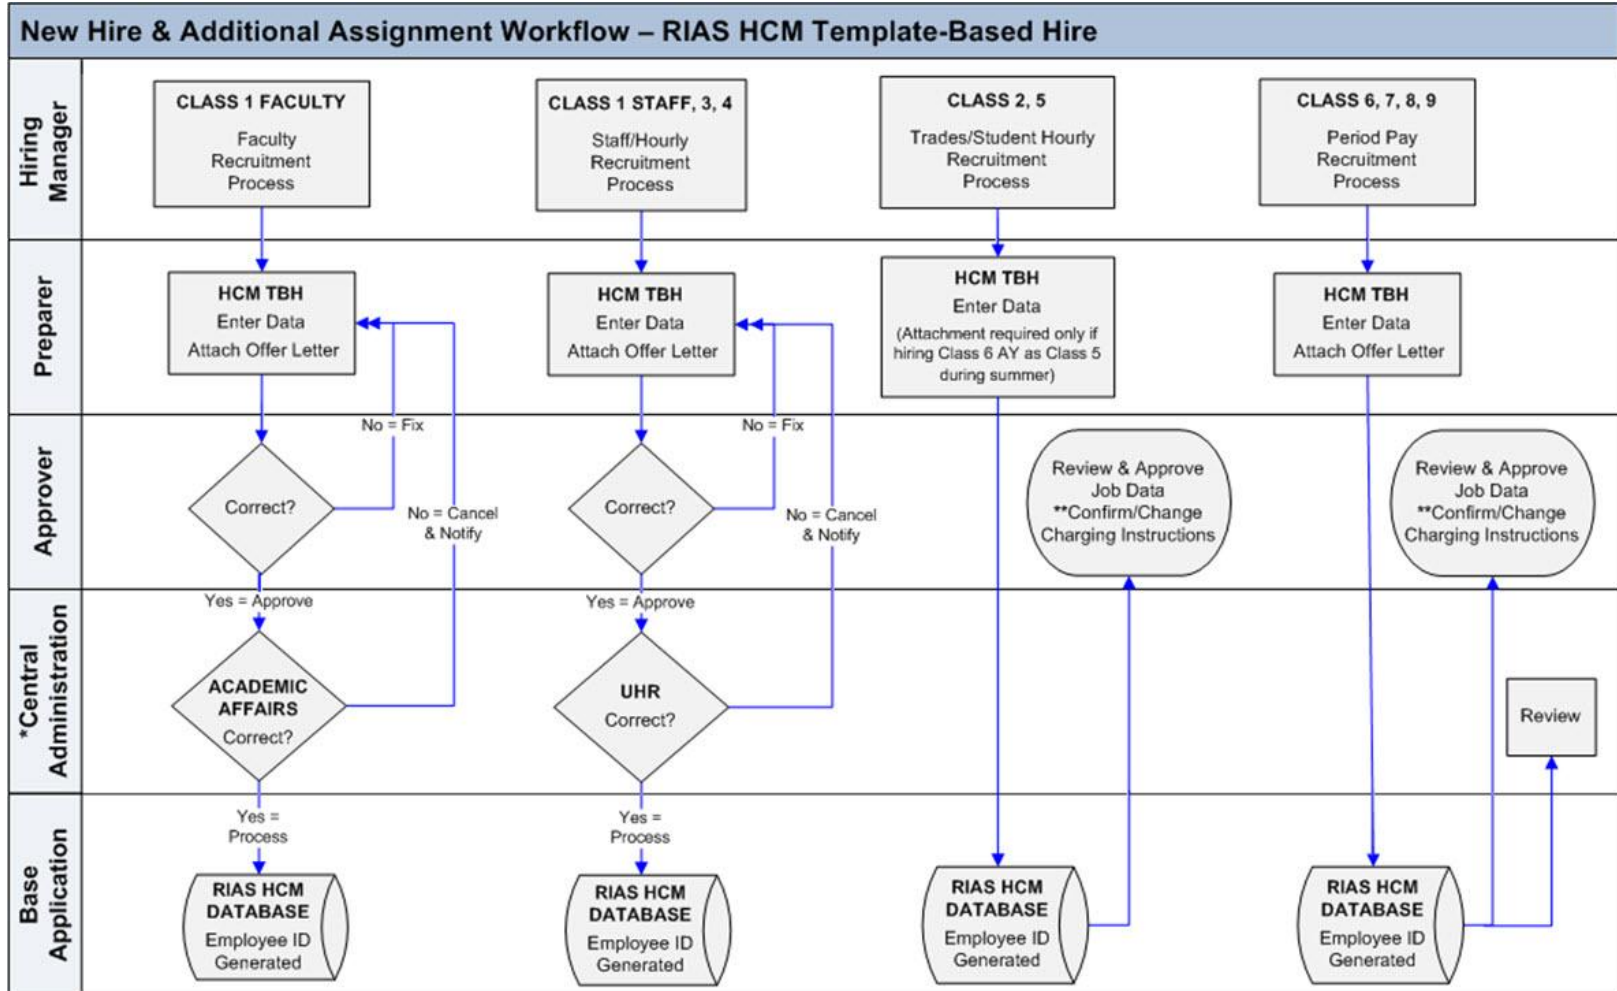 New Hire & Additional Assignment Workflow – RIAS HCM Template-Based Hire
Hiring
Manager
CLASS 1 FACULTY
Faculty
Recruitment
Process
CLASS 1 STAFF, 3, 4
Staff/Hourly
Recruitment
Process
CLASS 2, 5
Trades/Student Hourly
Recruitment
Process
CLASS 6, 7, 8, 9
Period Pay
Recruitment
Process
Preparer
HCM TBH
Enter Data
Attach Offer Letter
HCM TBH
Enter Data
Attach Offer Letter
HCM TBH
Enter Data
(Attachment required only if
hiring Class 6 AY as Class 5
during summer)
HCM TBH
Enter Data
Attach Offer Letter
Approver
No = Fix
Correct?
No = Cancel
& Notify
No = Fix
Correct?
No = Cancel
& Notify
Review & Approve
Job Data
**Confirm/Change
Charging Instructions
Review & Approve
Job Data
**Confirm/Change
Charging Instructions
*Central
Administration
Yes = Approve
ACADEMIC
AFFAIRS
Correct?
Yes = Approve
UHR
Correct?
Review
Base
Application
Yes =
Process
RIAS HCM
DATABASE
Employee ID
Generated
Yes =
Process
RIAS HCM
DATABASE
Employee ID
Generated
RIAS HCM
DATABASE
Employee ID
Generated
RIAS HCM
DATABASE
Employee ID
Generated